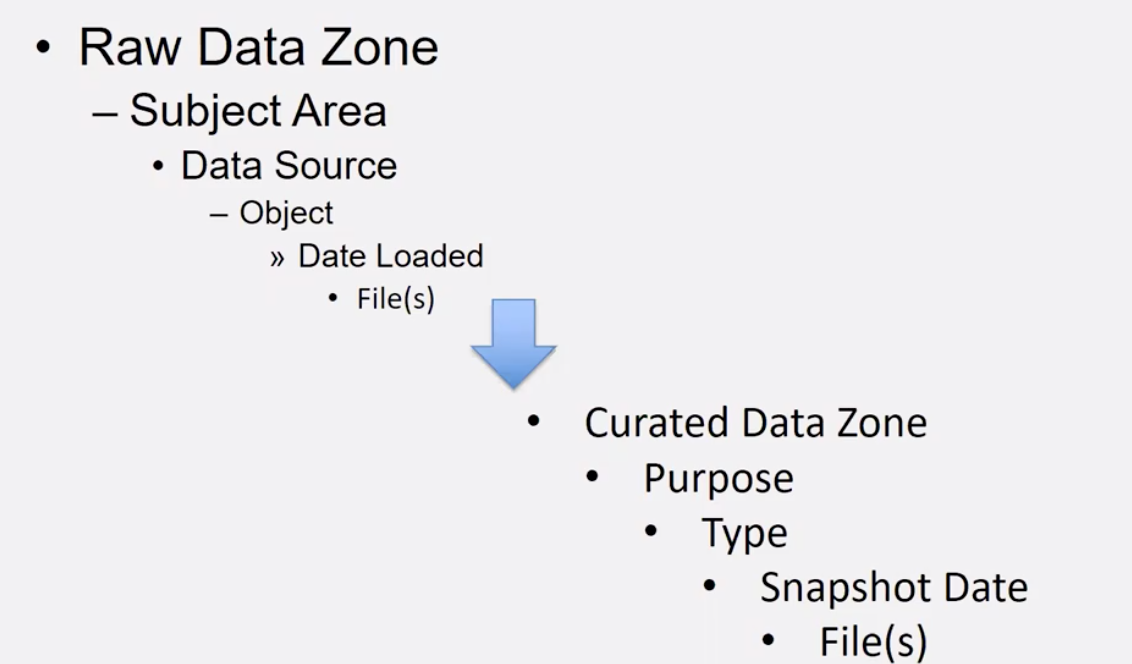 • Raw Data Zone
– Subject Area
• Data Source
– Object
» Date Loaded
• File(s)
• Curated Data Zone
• Purpose
• Type
• Snapshot Date
• File(s)